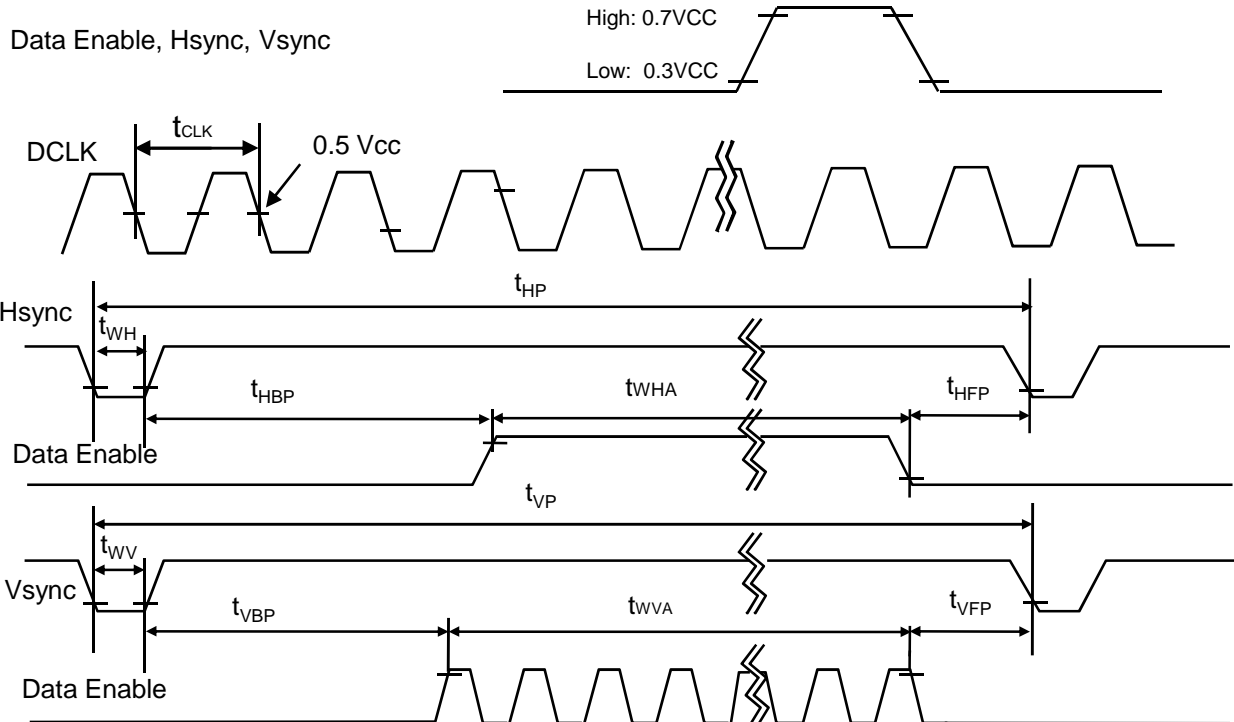 High: 0.7VCC
Data Enable, Hsync, Vsync
Low: 0.3VCC
tCLK
DCLK
0.5 Vcc
tHP
Hsync
tWH
tHBP
tWHA
tHFP
Data Enable
tVP
tWV
Vsync
tVBP
tWVA
tVFP
Data Enable